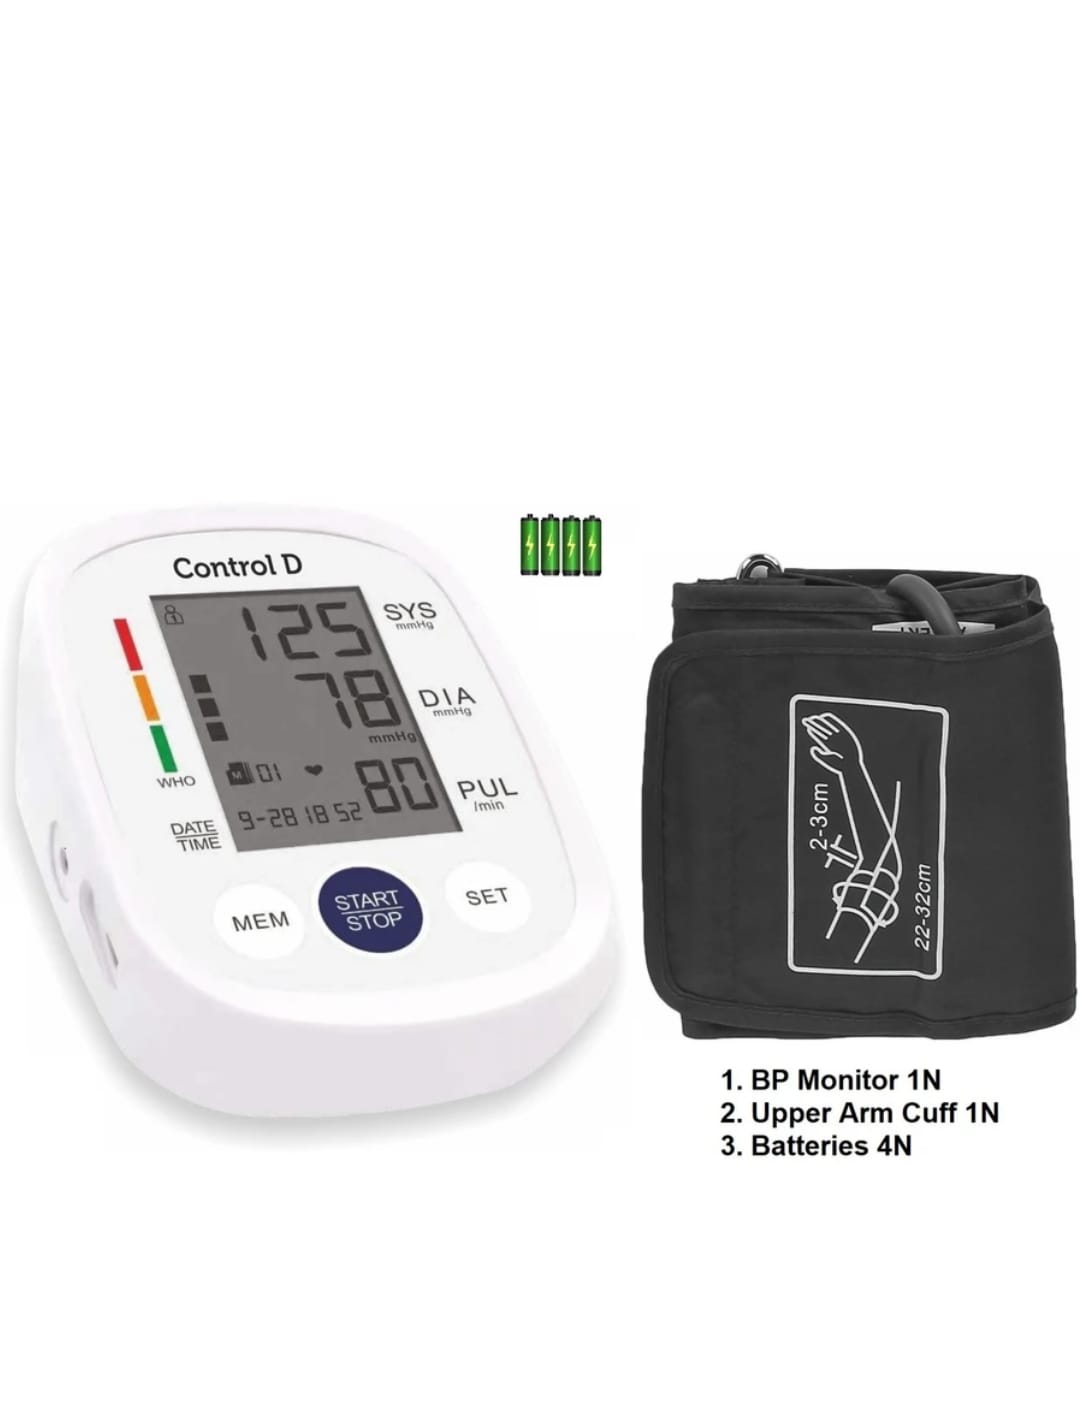 Control D
1
125
SYS
mmHg
78
DIA
mmHg
mmHg
WHO
M 01
80
PUL
/min
DATE
TIME
9-28 18 52
MEM
START
STOP
SET
2-3cm
22-32cm
1. BP Monitor 1N
2. Upper Arm Cuff 1N
3. Batteries 4N